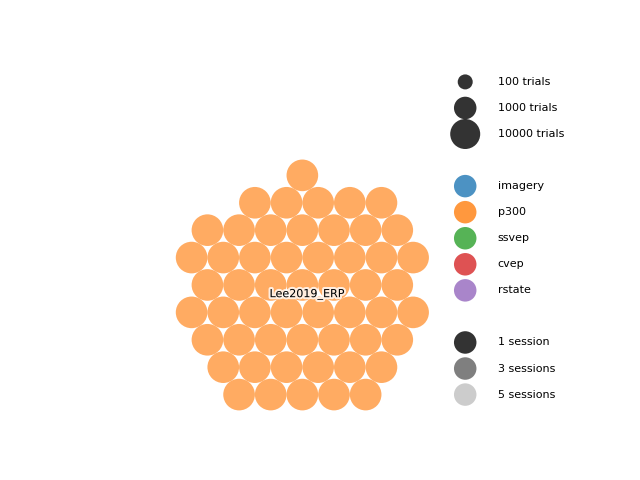 100 trials
1000 trials
10000 trials
imagery
p300
ssvep
cvep
rstate
Lee2019_ERP
1 session
3 sessions
5 sessions